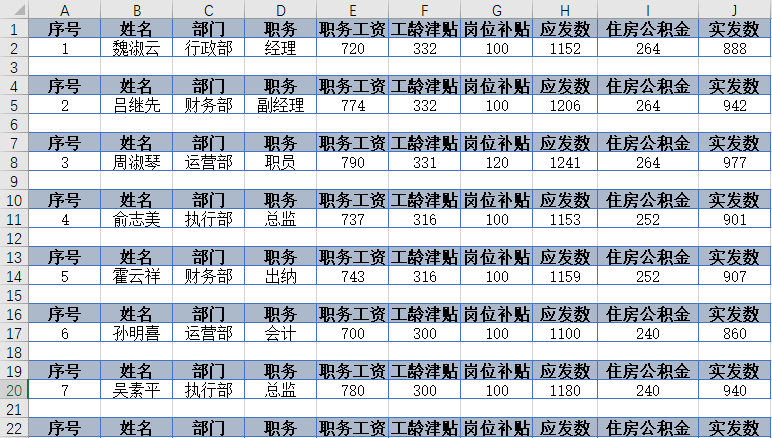 A B C D E F G H I J
1 序号 姓名 部门 职务 职务工资 工龄津贴 岗位补贴 应发数 住房公积金 实发数
2 1 魏淑云 行政部 经理 720 332 100 1152 264 888
3
4 序号 姓名 部门 职务 职务工资 工龄津贴 岗位补贴 应发数 住房公积金 实发数
5 2 吕继先 财务部 副经理 774 332 100 1206 264 942
6
7 序号 姓名 部门 职务 职务工资 工龄津贴 岗位补贴 应发数 住房公积金 实发数
8 3 周淑琴 运营部 职员 790 331 120 1241 264 977
9
10 序号 姓名 部门 职务 职务工资 工龄津贴 岗位补贴 应发数 住房公积金 实发数
11 4 俞志美 执行部 总监 737 316 100 1153 252 901
12
13 序号 姓名 部门 职务 职务工资 工龄津贴 岗位补贴 应发数 住房公积金 实发数
14 5 霍云祥 财务部 出纳 743 316 100 1159 252 907
15
16 序号 姓名 部门 职务 职务工资 工龄津贴 岗位补贴 应发数 住房公积金 实发数
17 6 孙明喜 运营部 会计 700 300 100 1100 240 860
18
19 序号 姓名 部门 职务 职务工资 工龄津贴 岗位补贴 应发数 住房公积金 实发数
20 7 吴素平 执行部 总监 780 300 100 1180 240 940
21
22 序号 姓名 部门 职务 职务工资 工龄津贴 岗位补贴 应发数 住房公积金 实发数